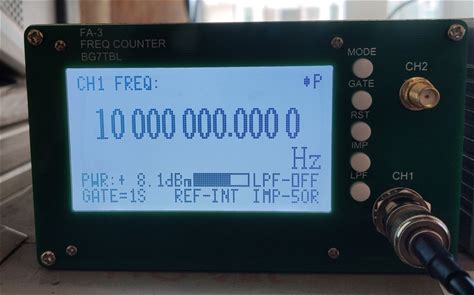 FA-3
FREQ COUNTER
BG7TBL
CH1 FREQ:
P
10 000 000.000 0
Hz
PWR:+ 8.1dBm LPF-OFF
GATE=1S REF-INT IMP-50R
MODE
GATE
RST
IMP
LPF
CH2
CH1